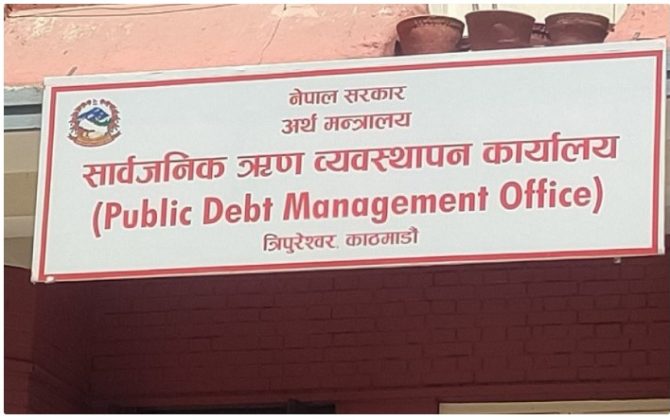 नेपाल सरकार
अर्थ मन्त्रालय
सार्वजनिक ऋण व्यवस्थापन कार्यालय
(Public Debt Management Office)
त्रिपुरेश्वर, काठमाडौ